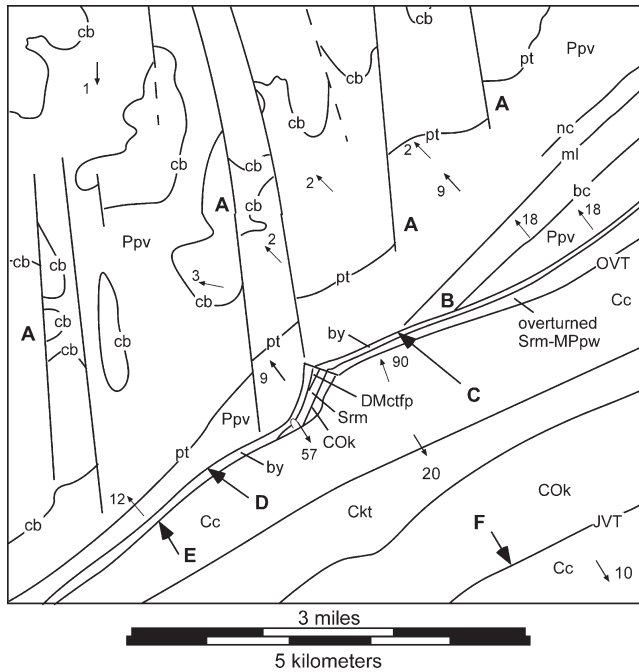 cb
cb
cb
Ppv
pt
1
A
cb
cb
nc
cb
pt
ml
2
cb
bc
cb
2
9
18
18
A
cb
A
Ppv
Ppv
2
OVT
cb
cb
3
B
Cc
cb
pt
overturned
Srm-MPpw
A
cb
by
cb
pt
90
C
9
DMctfp
Srm
Ppv
COk
pt
by
57
20
COk
12
D
cb
Cc
Ckt
F
JVT
E
Cc
10
3 miles
5 kilometers